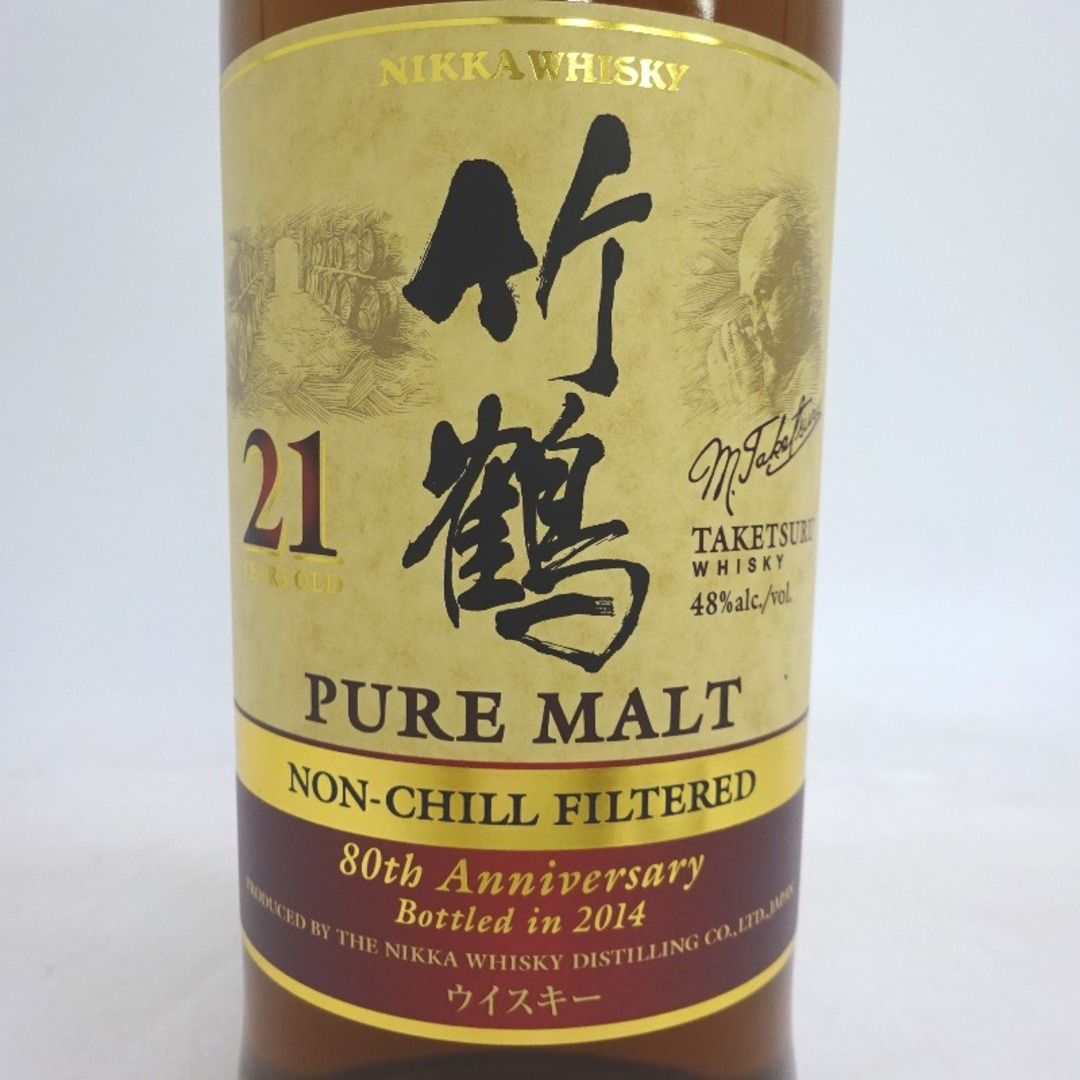 NIKKA WHISKY
竹鶴
21
YEARS OLD
M. Taketsuru
TAKETSURU
WHISKY
48%alc./vol.
PURE MALT
NON-CHILL FILTERED
80th Anniversary
Bottled in 2014
PRODUCED BY THE NIKKA WHISKY DISTILLING CO.,LTD.,JAPAN
ウイスキー